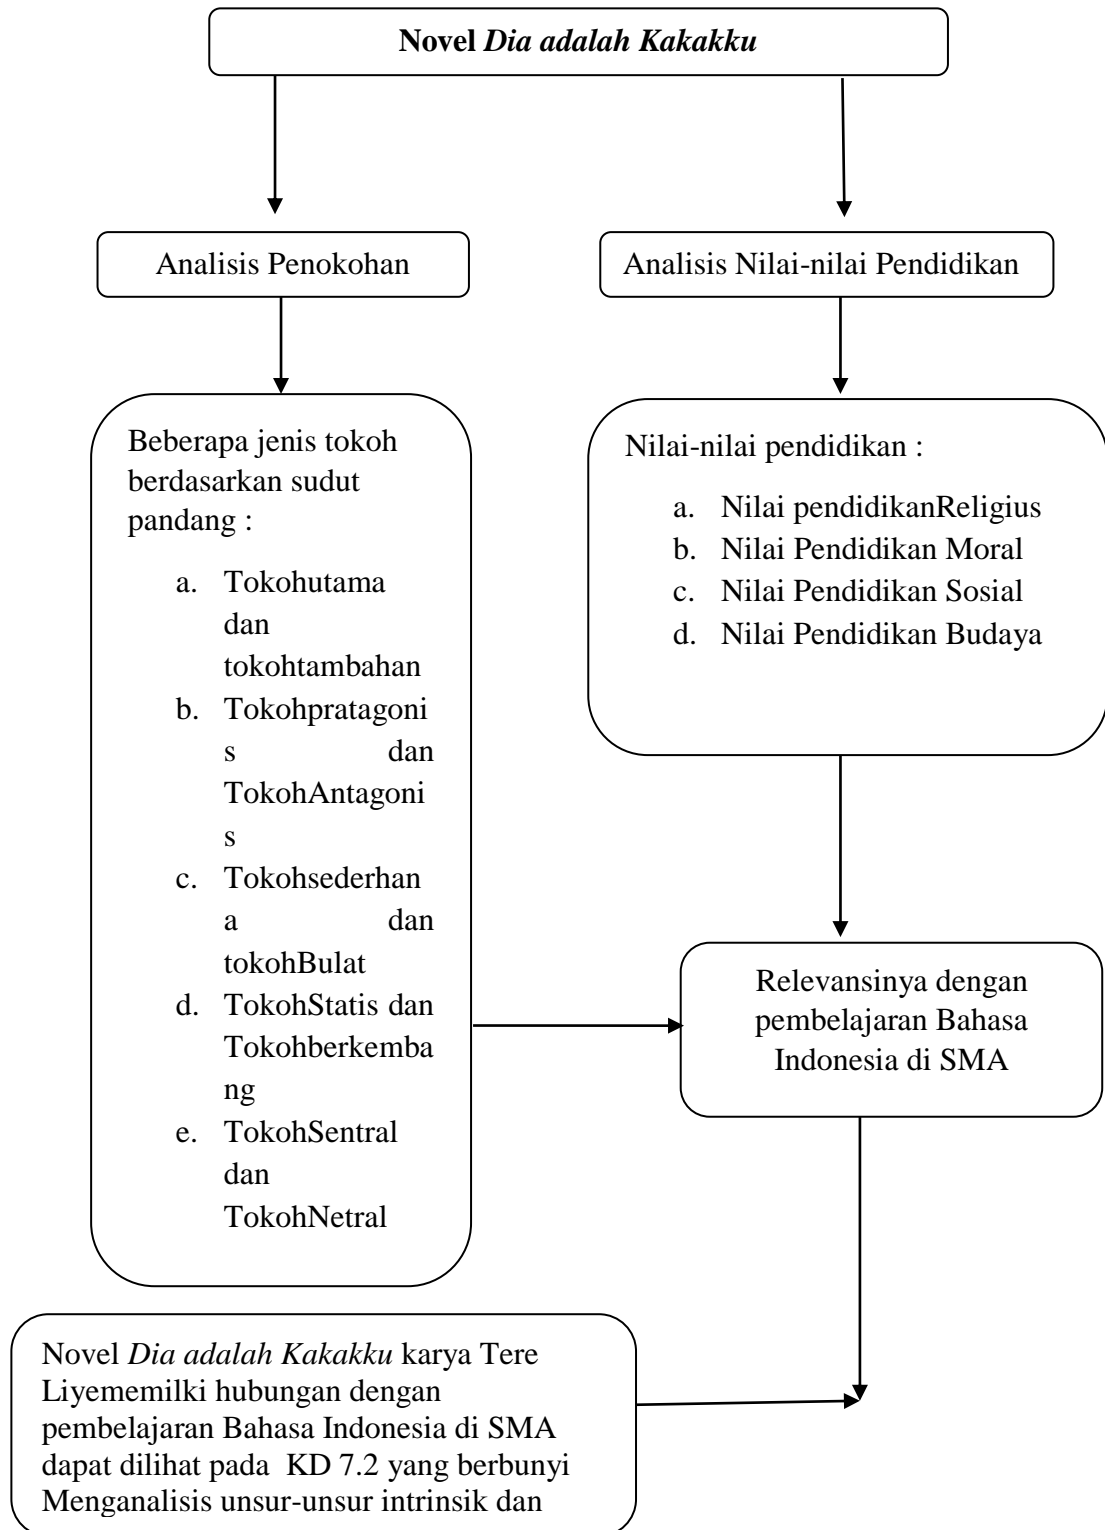 Novel Dia adalah Kakakku
Analisis Penokohan
Analisis Nilai-nilai Pendidikan
Beberapa jenis tokoh
berdasarkan sudut
pandang :
a. Tokohutama
dan
tokohtambahan
b. Tokohpratagoni
s dan
TokohAntagoni
s
c. Tokohsederhan
a dan
tokohBulat
d. TokohStatis dan
Tokohberkemba
ng
e. TokohSentral
dan
TokohNetral
Nilai-nilai pendidikan :
a. Nilai pendidikanReligius
b. Nilai Pendidikan Moral
c. Nilai Pendidikan Sosial
d. Nilai Pendidikan Budaya
Relevansinya dengan
pembelajaran Bahasa
Indonesia di SMA
Novel Dia adalah Kakakku karya Tere
Liyememilki hubungan dengan
pembelajaran Bahasa Indonesia di SMA
dapat dilihat pada KD 7.2 yang berbunyi
Menganalisis unsur-unsur intrinsik dan